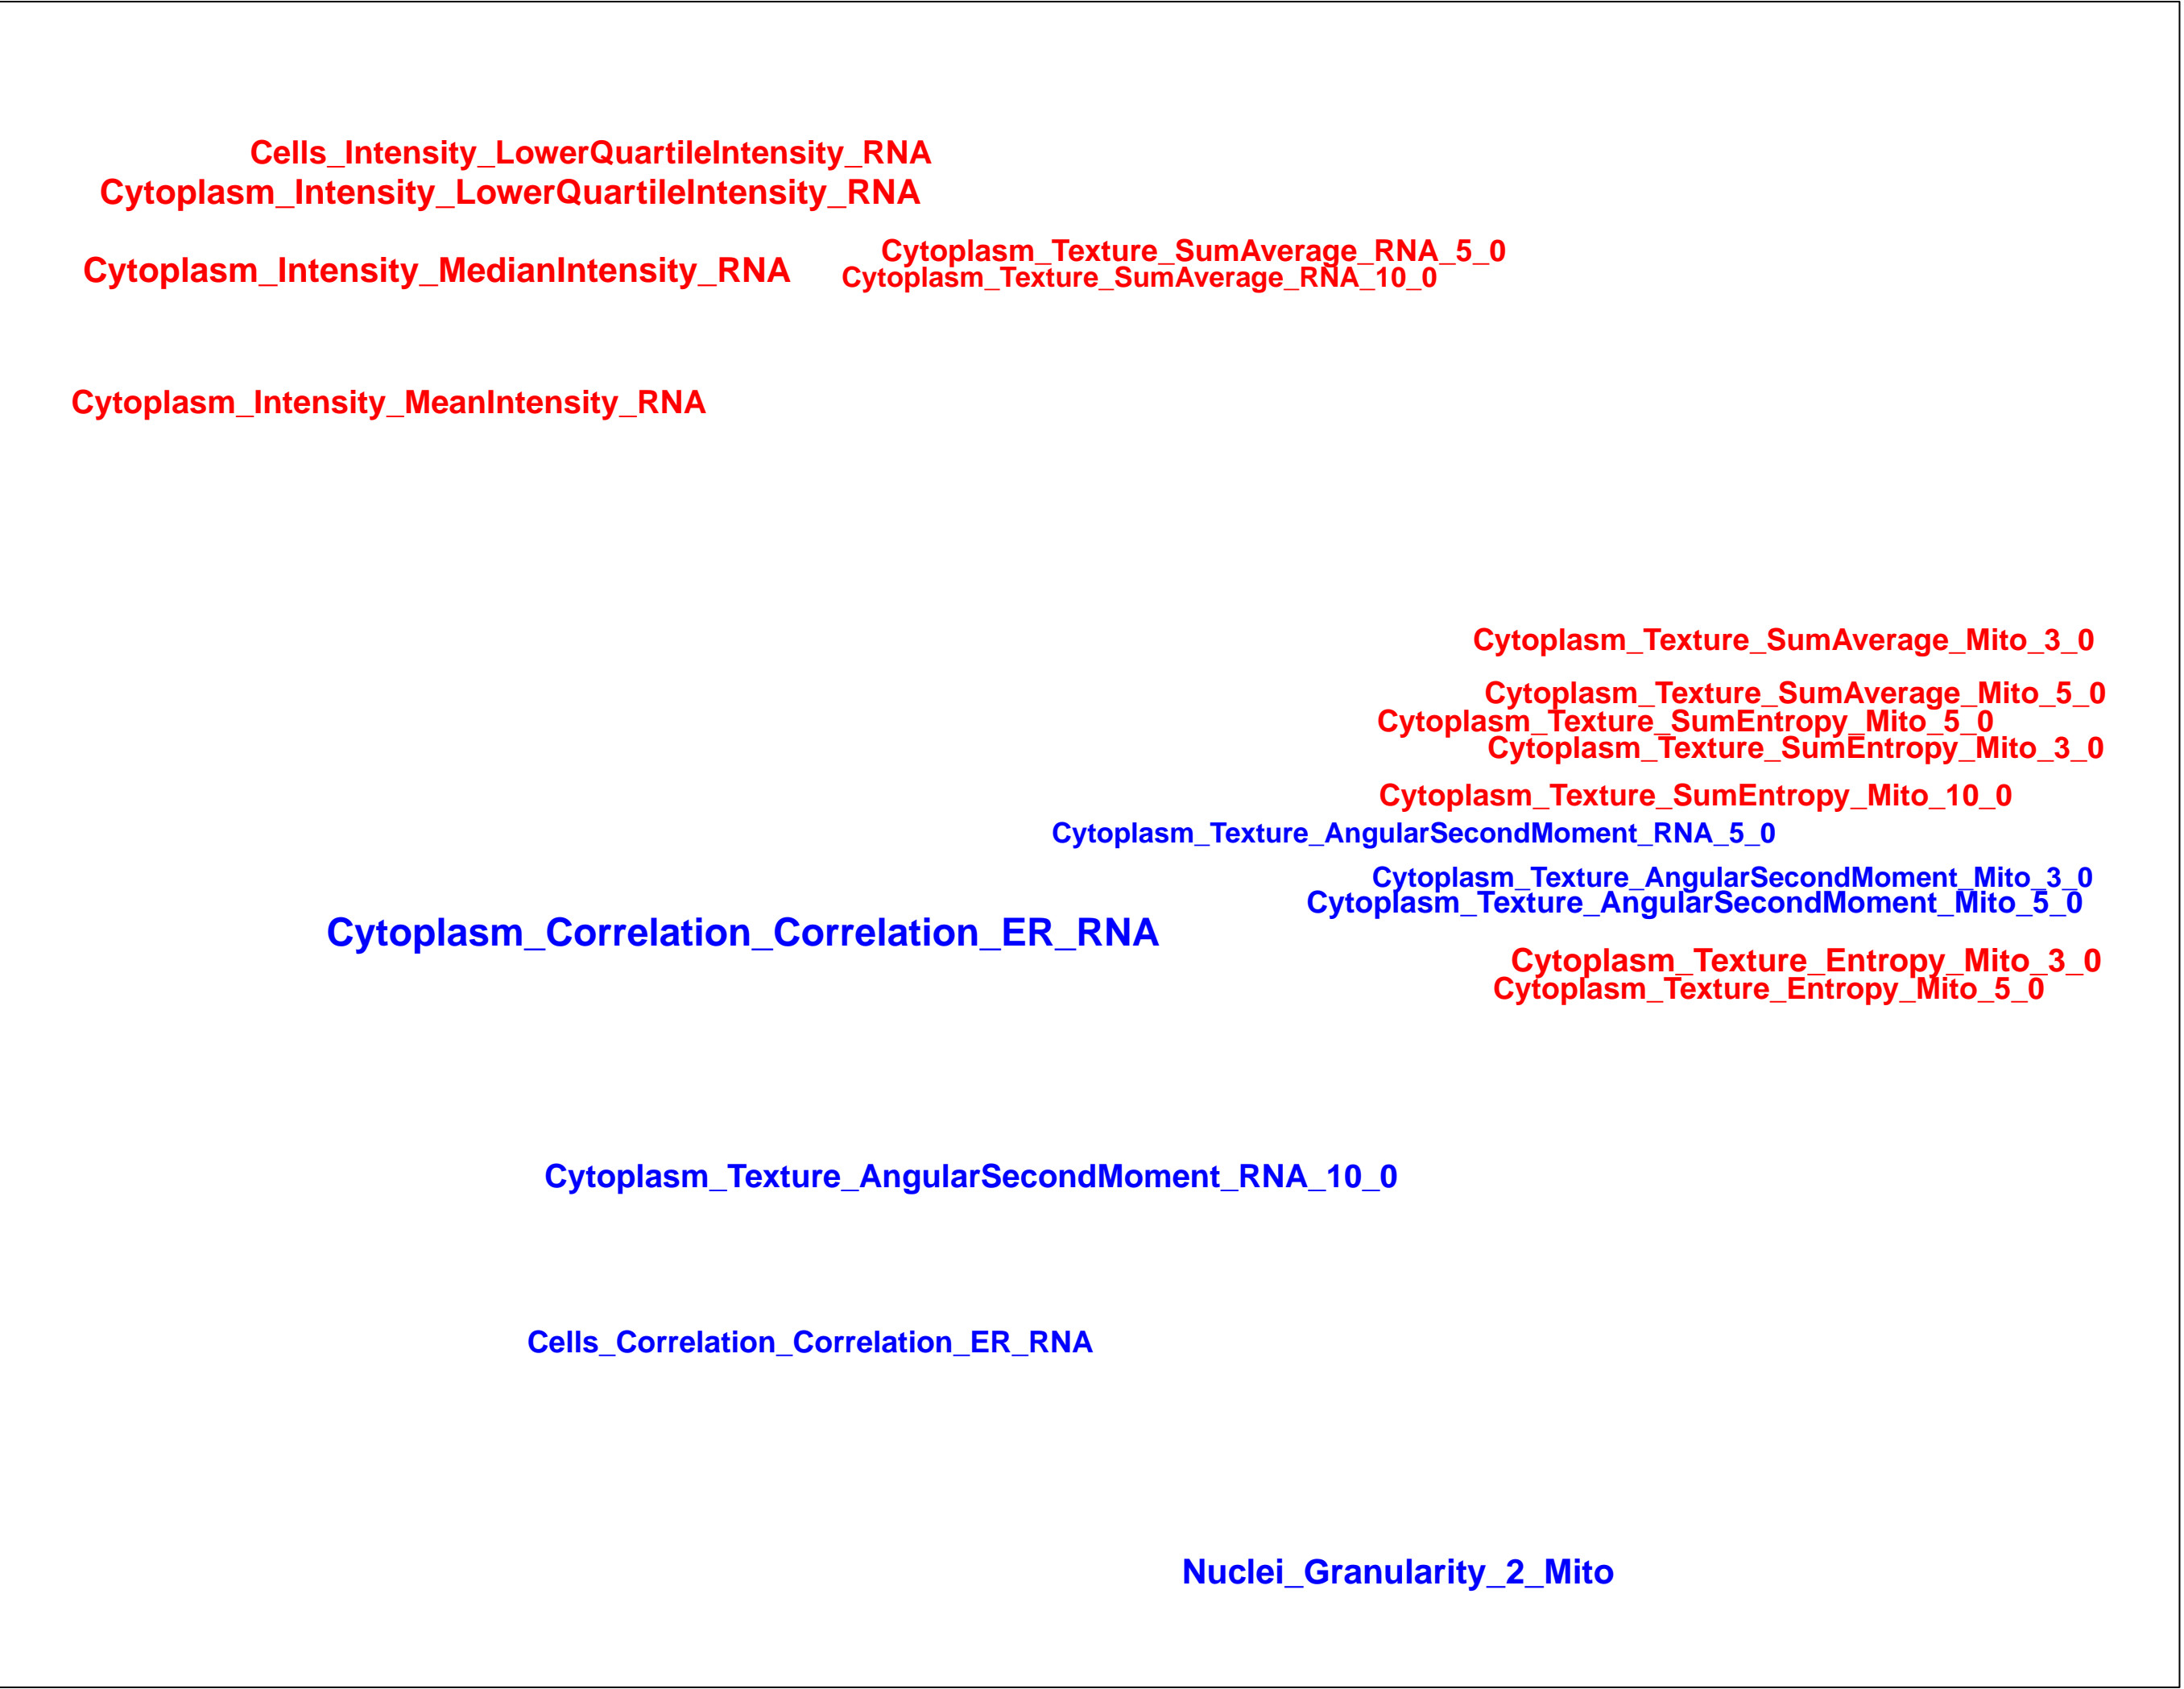 Cells_Intensity_LowerQuartileIntensity_RNA
Cytoplasm_Intensity_LowerQuartileIntensity_RNA
Cytoplasm_Texture_SumAverage_RNA_5_0
Cytoplasm_Intensity_MedianIntensity_RNA
Cytoplasm_Texture_SumAverage_RNA_10_0
Cytoplasm_Intensity_MeanIntensity_RNA
Cytoplasm_Texture_SumAverage_Mito_3_0
Cytoplasm_Texture_SumAverage_Mito_5_0
Cytoplasm_Texture_SumEntropy_Mito_5_0
Cytoplasm_Texture_SumEntropy_Mito_3_0
Cytoplasm_Texture_SumEntropy_Mito_10_0
Cytoplasm_Texture_AngularSecondMoment_RNA_5_0
Cytoplasm_Texture_AngularSecondMoment_Mito_3_0
Cytoplasm_Texture_AngularSecondMoment_Mito_5_0
Cytoplasm_Correlation_Correlation_ER_RNA
Cytoplasm_Texture_Entropy_Mito_3_0
Cytoplasm_Texture_Entropy_Mito_5_0
Cytoplasm_Texture_AngularSecondMoment_RNA_10_0
Cells_Correlation_Correlation_ER_RNA
Nuclei_Granularity_2_Mito